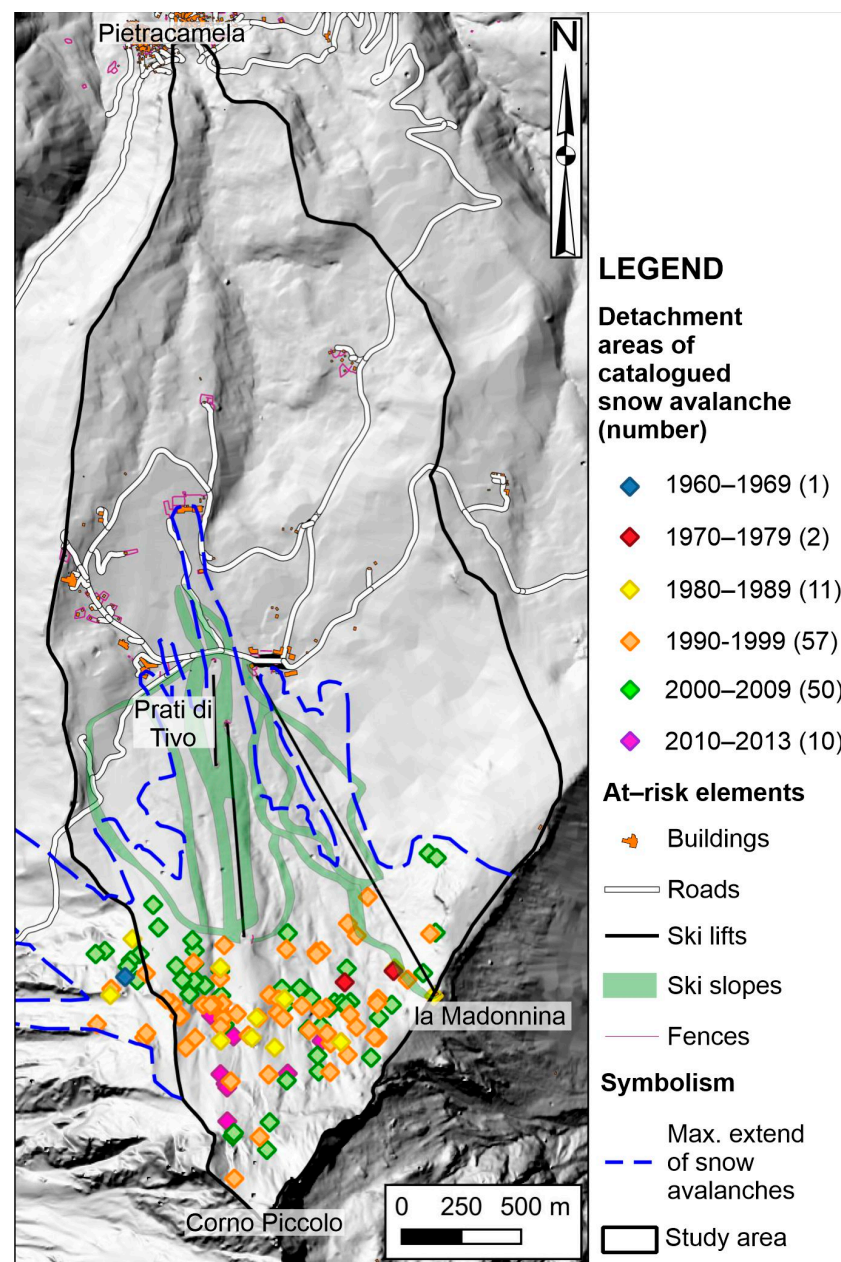 Pietracamela
N
Prati di
Tivo
la Madonnina
Corno Piccolo
0 250 500 m
LEGEND
Detachment
areas of
catalogued
snow avalanche
(number)
1960–1969 (1)
1970–1979 (2)
1980–1989 (11)
1990-1999 (57)
2000–2009 (50)
2010–2013 (10)
At–risk elements
Buildings
Roads
Ski lifts
Ski slopes
Fences
Symbolism
Max. extend
of snow
avalanches
Study area